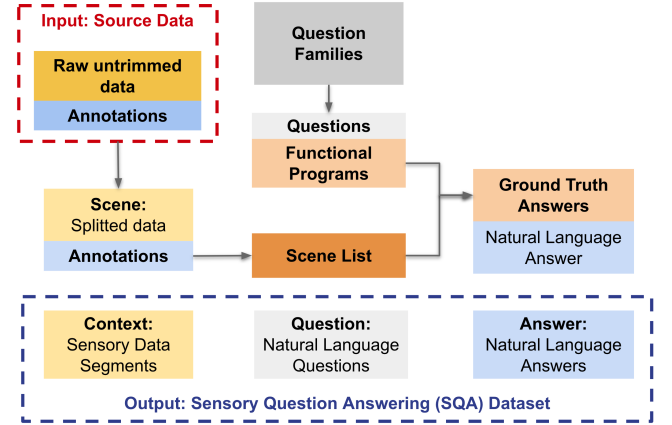 Input: Source Data
Raw untrimmed
data
Annotations
Question
Families
Questions
Functional
Programs
Scene:
Splitted data
Annotations
Scene List
Ground Truth
Answers
Natural Language
Answer
Context:
Sensory Data
Segments
Question:
Natural Language
Questions
Answer:
Natural Language
Answers
Output: Sensory Question Answering (SQA) Dataset